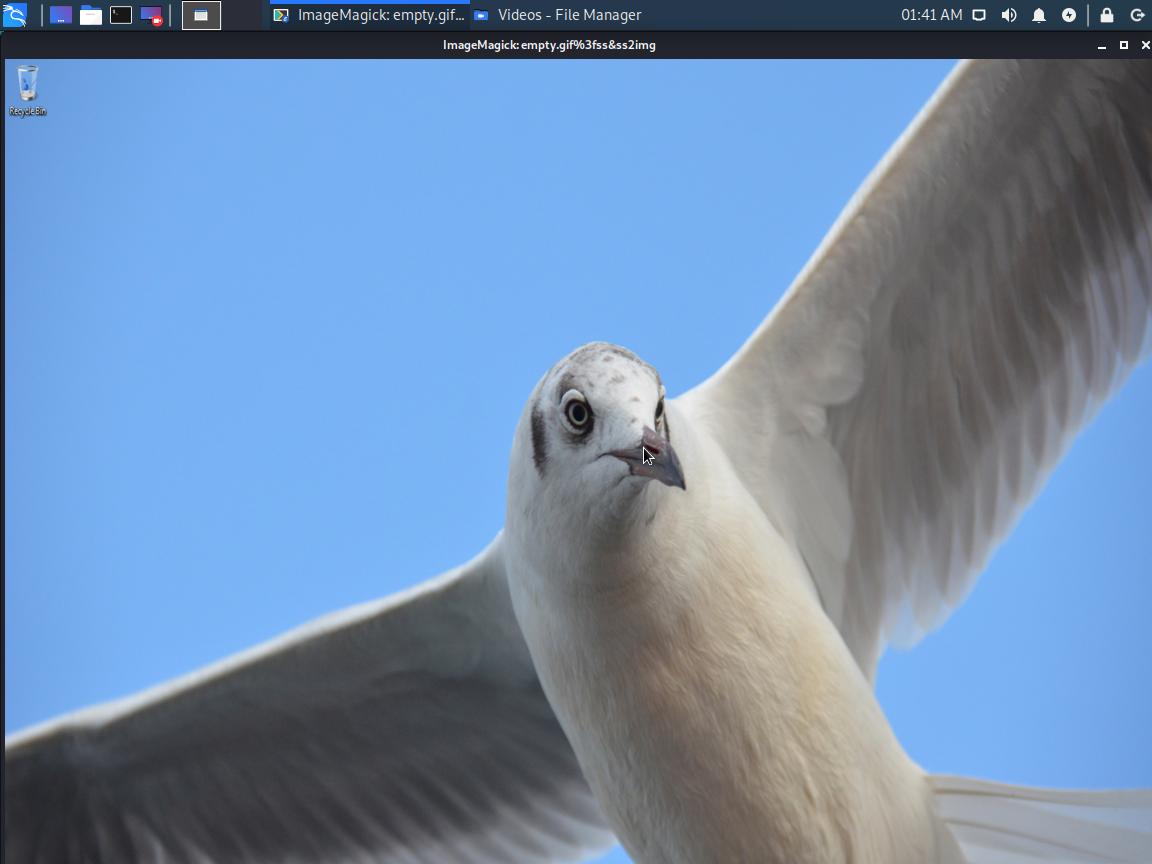 ImageMagick: empty.gif...
Videos - File Manager
01:41 AM
ImageMagick: empty.gif%3fss&ss2img
Recycle Bin